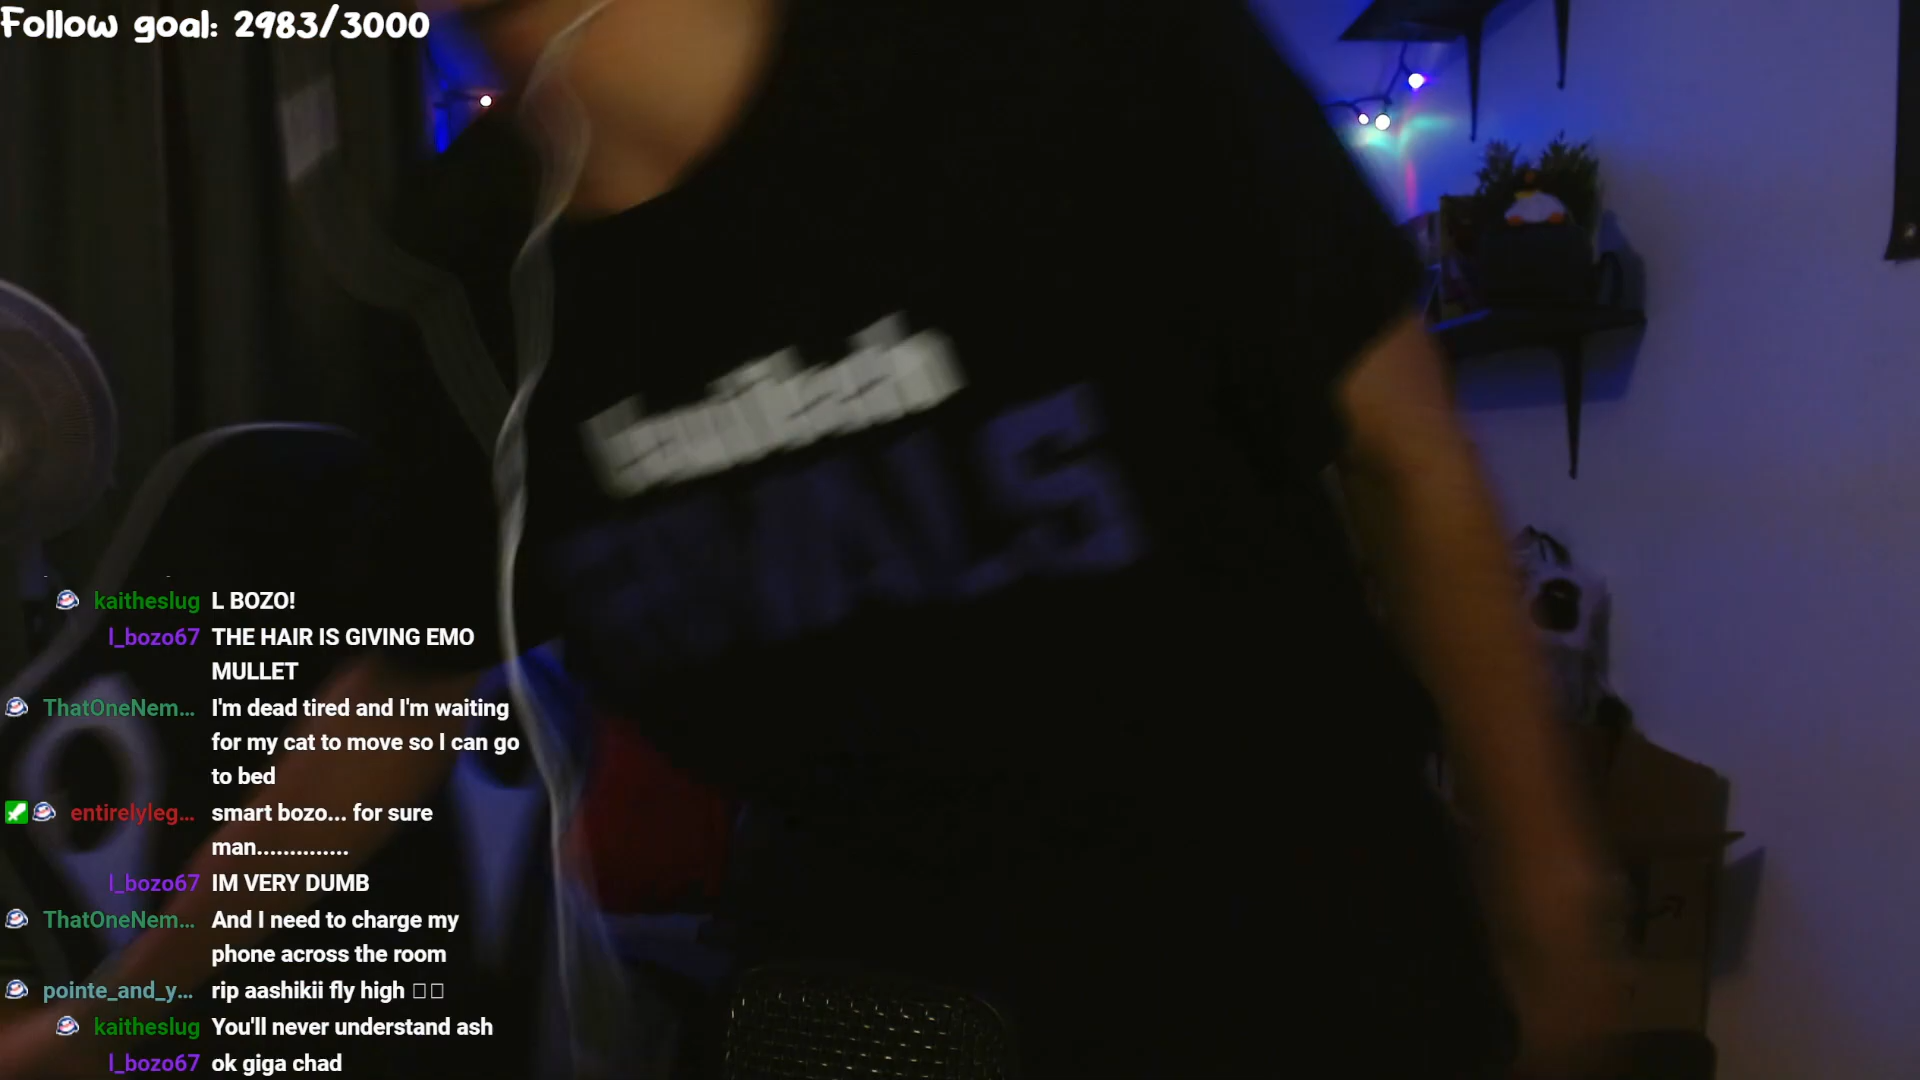 Follow goal: 2983/3000
twitch
RIVALS
kaitheslug L BOZO!
l_bozo67 THE HAIR IS GIVING EMO
MULLET
ThatOneNem... I'm dead tired and I'm waiting
for my cat to move so I can go
to bed
entirelyleg... smart bozo... for sure
man..............
l_bozo67 IM VERY DUMB
ThatOneNem... And I need to charge my
phone across the room
pointe_and_y... rip aashikii fly high
kaitheslug You'll never understand ash
l_bozo67 ok giga chad